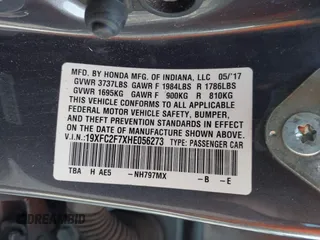 MFD. BY HONDA MFG. OF INDIANA, LLC 05/'17
GVWR 3737LBS GAWR F 1984LBS R 1786LBS
GVWR 1695KG GAWR F 900KG R 810KG
THIS VEHICLE CONFORMS TO ALL APPLICABLE
FEDERAL MOTOR VEHICLE SAFETY,
BUMPER, AND THEFT PREVENTION STANDARDS IN
EFFECT ON THE DATE OF MANUFACTURE SHOWN ABOVE.
V.I.N.: 19XFC2F7XHE056273 TYPE: PASSENGER CAR
TBA H AE5 -NH797MX -B -E
DREAMBID